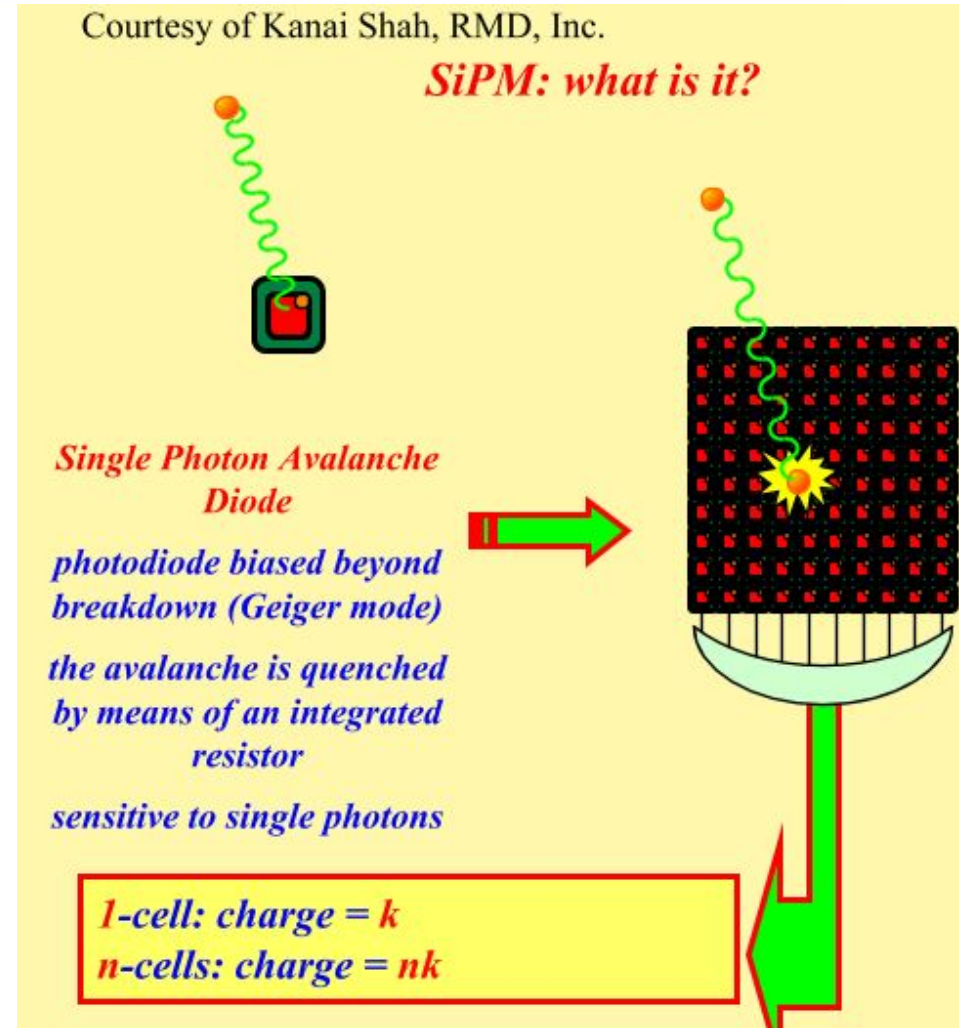 Courtesy of Kanai Shah, RMD, Inc.
SiPM: what is it?
Single Photon Avalanche
Diode
photodiode biased beyond
breakdown (Geiger mode)
the avalanche is quenched
by means of an integrated
resistor
sensitive to single photons
1-cell: charge = k
n-cells: charge = nk